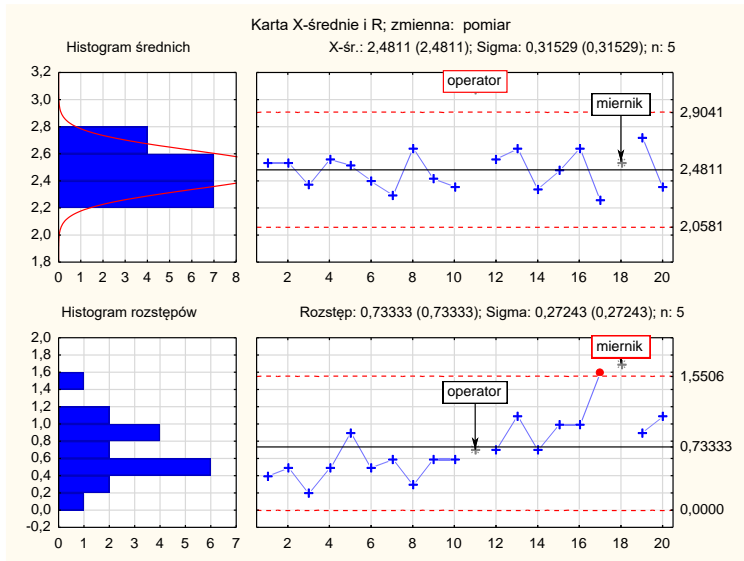 Karta X-średnie i R; zmienna: pomiar
Histogram średnich
X-śr.: 2,4811 (2,4811); Sigma: 0,31529 (0,31529); n: 5
3,2
3,0
2,8
2,6
2,4
2,2
2,0
1,8
0 1 2 3 4 5 6 7 8
operator
miernik
2,9041
2,4811
2,0581
2 4 6 8 10 12 14 16 18 20
Histogram rozstępów
Rozstęp: 0,73333 (0,73333); Sigma: 0,27243 (0,27243); n: 5
2,0
1,8
1,6
1,4
1,2
1,0
0,8
0,6
0,4
0,2
0,0
-0,2
0 1 2 3 4 5 6 7
miernik
operator
1,5506
0,73333
0,0000
2 4 6 8 10 12 14 16 18 20